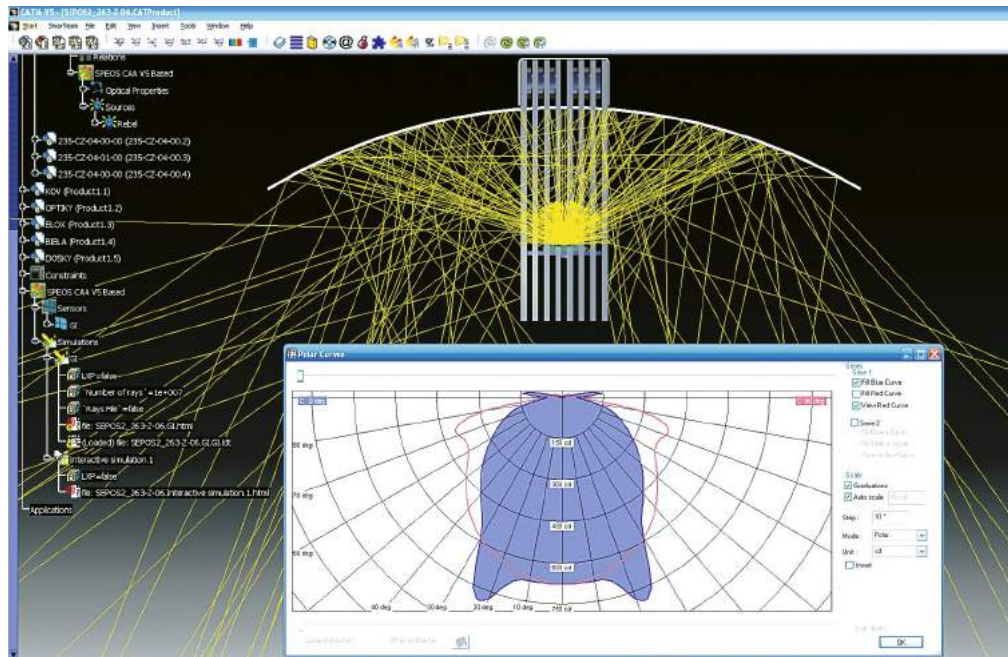 CATIA V5 - [SEPOS2_263-Z-06.CATProduct]
Start SmarTeam File Edit View Insert Tools Window Help
Relations
SPEOS CAA V5 Based
Optical Properties
Sources
Rebel
235-CZ-04-00-00 (235-CZ-04-00.2)
235-CZ-04-01-00 (235-CZ-04-00.3)
235-CZ-04-00-00 (235-CZ-04-00.4)
KOV (Product1.1)
OPTIKY (Product1.2)
ELOX (Product1.3)
BIELA (Product1.4)
DOSKY (Product1.5)
Constraints
SPEOS CAA V5 Based
Sensors
GI
Simulations
GI
LXP=false
`Number of rays`=1e+007
`Rays File`=false
file: SEPOS2_263-Z-06.GI.html
(Loaded) file: SEPOS2_263-Z-06.GI.GI.ldt
Interactive simulation.1
LXP=false
file: SEPOS2_263-Z-06.Interactive simulation.1.html
Applications
Polar Curves
150 cd
300 cd
450 cd
600 cd
750 cd
80 deg
70 deg
60 deg
40 deg
30 deg
20 deg
10 deg
Series
Serie 1
Fill Blue Curve
Fill Red Curve
View Red Curve
Serie 2
Scale
Graduations
Auto scale
Step : 10 °
Mode : Polar
Unit : cd
Invert
OK